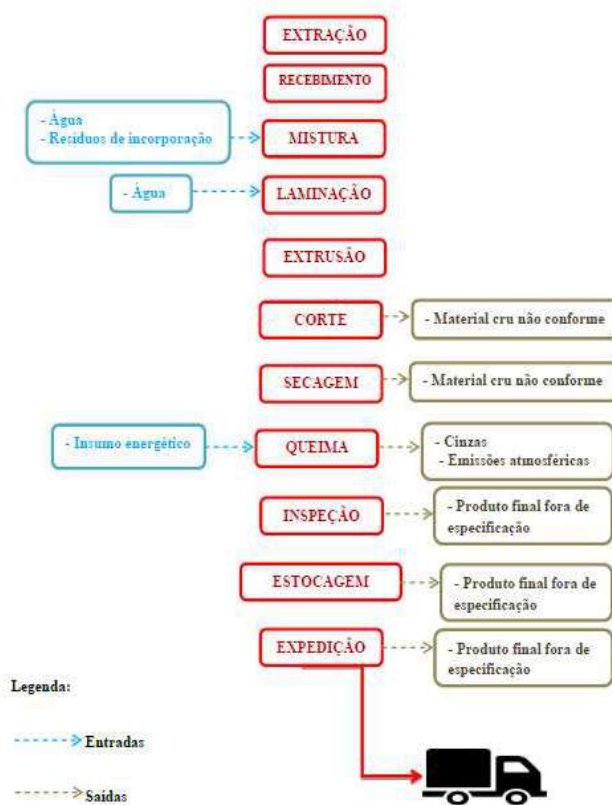 EXTRAÇÃO
RECEBIMENTO
- Água
- Resíduos de incorporação
MISTURA
- Água
LAMINAÇÃO
EXTRUSÃO
CORTE
- Material cru não conforme
SECAGEM
- Material cru não conforme
- Insumo energético
QUEIMA
- Cinzas
- Emissões atmosféricas
INSPEÇÃO
- Produto final fora de
especificação
ESTOCAGEM
- Produto final fora de
especificação
EXPEDIÇÃO
- Produto final fora de
especificação
Legenda:
Entradas
Saídas